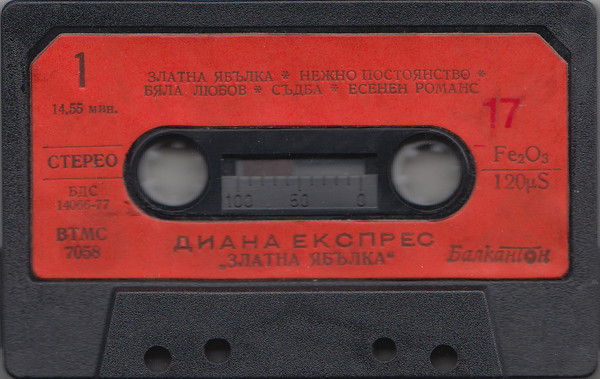 1
ЗЛАТНА ЯБЪЛКА * НЕЖНО ПОСТОЯНСТВО *
БЯЛА ЛЮБОВ * СЪДБА * ЕСЕНЕН РОМАНС
14,55 мин.
17
СТЕРЕО
Fe₂O₃
БДС
14066-77
120μS
100 50 0
ВТМС
7058
ДИАНА ЕКСПРЕС
„ЗЛАТНА ЯБЪЛКА“
Балкантон